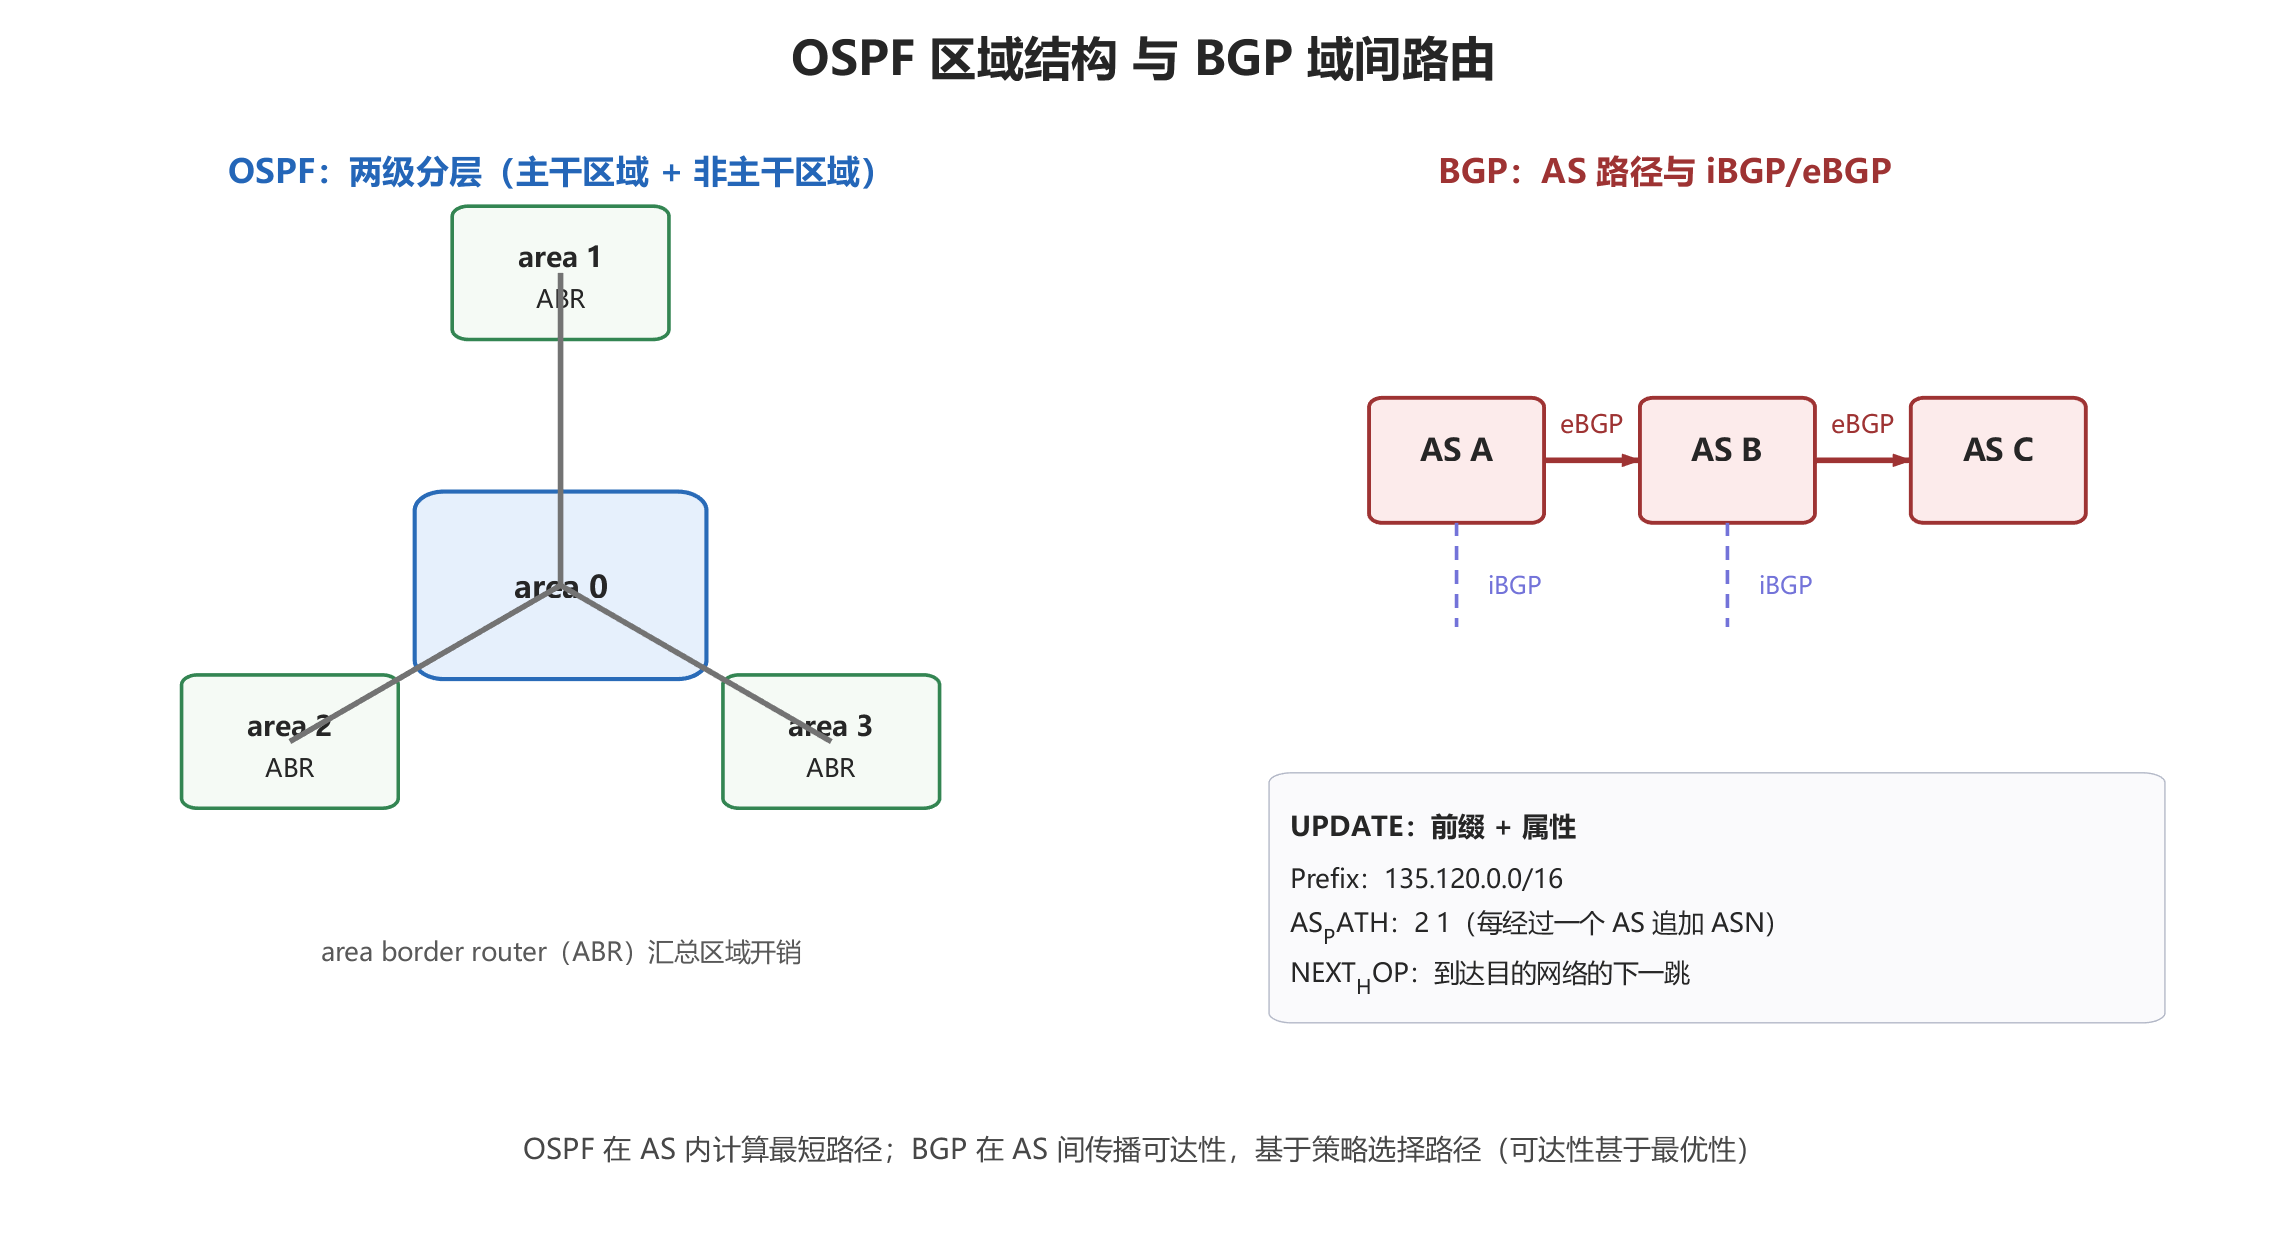 OSPF 区域结构 与 BGP 域间路由
OSPF：两级分层（主干区域 + 非主干区域）
area 1
ABR
area 0
area 2
ABR
area 3
ABR
area border router（ABR）汇总区域开销
BGP：AS 路径与 iBGP/eBGP
AS A
eBGP
AS B
eBGP
AS C
iBGP
iBGP
UPDATE：前缀 + 属性
Prefix：135.120.0.0/16
AS_PATH：2 1（每经过一个 AS 追加 ASN）
NEXT_HOP：到达目的网络的下一跳
OSPF 在 AS 内计算最短路径；BGP 在 AS 间传播可达性，基于策略选择路径（可达性甚于最优性）